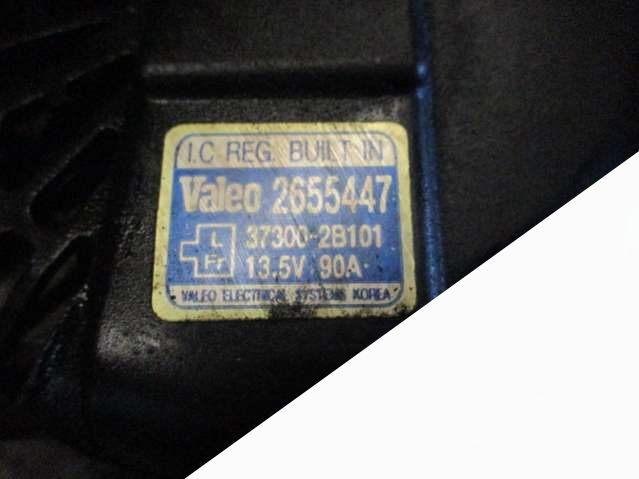 I.C REG. BUILT IN
Valeo 2655447
L 37300-2B101
Fr 13.5V 90A
VALEO ELECTRICAL SYSTEMS KOREA